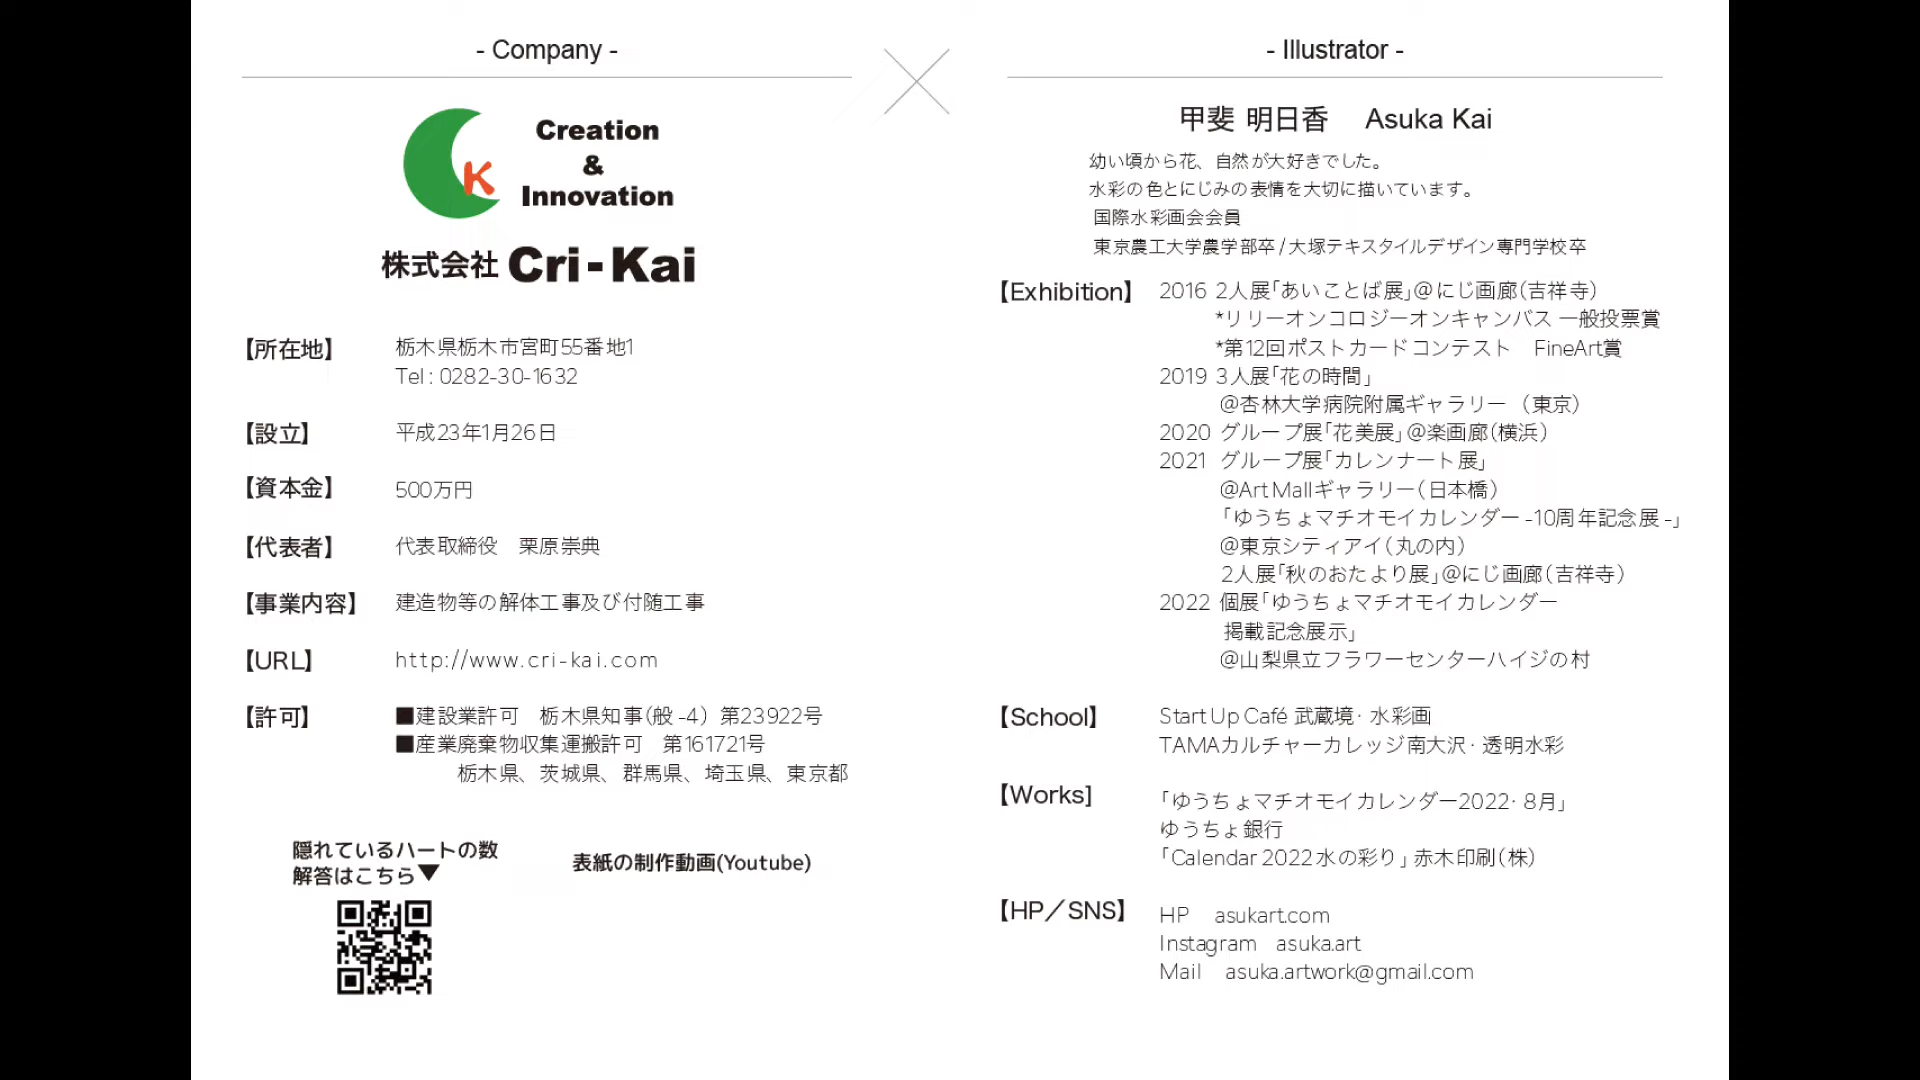 - Company -
Creation
&
Innovation
K
株式会社 Cri-Kai
【所在地】 栃木県栃木市宮町55番地1
Tel : 0282-30-1632
【設立】 平成23年1月26日
【資本金】 500万円
【代表者】 代表取締役　栗原崇典
【事業内容】 建造物等の解体工事及び付随工事
【URL】 http://www.cri-kai.com
【許可】 ■建設業許可　栃木県知事(般-4) 第23922号
■産業廃棄物収集運搬許可　第161721号
栃木県、茨城県、群馬県、埼玉県、東京都
隠れているハートの数
解答はこちら▼
表紙の制作動画(Youtube)
- Illustrator -
甲斐 明日香　Asuka Kai
幼い頃から花、自然が大好きでした。
水彩の色とにじみの表情を大切に描いています。
国際水彩画会会員
東京農工大学農学部卒/大塚テキスタイルデザイン専門学校卒
【Exhibition】 2016 2人展「あいことば展」@にじ画廊(吉祥寺)
*リリーオンコロジーオンキャンバス 一般投票賞
*第12回ポストカードコンテスト　FineArt賞
2019 3人展「花の時間」
@杏林大学病院附属ギャラリー (東京)
2020 グループ展「花美展」@楽画廊(横浜)
2021 グループ展「カレンナート展」
@Art Mallギャラリー(日本橋)
「ゆうちょマチオモイカレンダー-10周年記念展-」
@東京シティアイ(丸の内)
2人展「秋のおたより展」@にじ画廊(吉祥寺)
2022 個展「ゆうちょマチオモイカレンダー
掲載記念展示」
@山梨県立フラワーセンターハイジの村
【School】 Start Up Café 武蔵境・水彩画
TAMAカルチャーカレッジ南大沢・透明水彩
【Works] 「ゆうちょマチオモイカレンダー2022・8月」
ゆうちょ銀行
「Calendar 2022水の彩り」赤木印刷(株)
【HP／SNS】 HP　asukart.com
Instagram　asuka.art
Mail　asuka.artwork@gmail.com